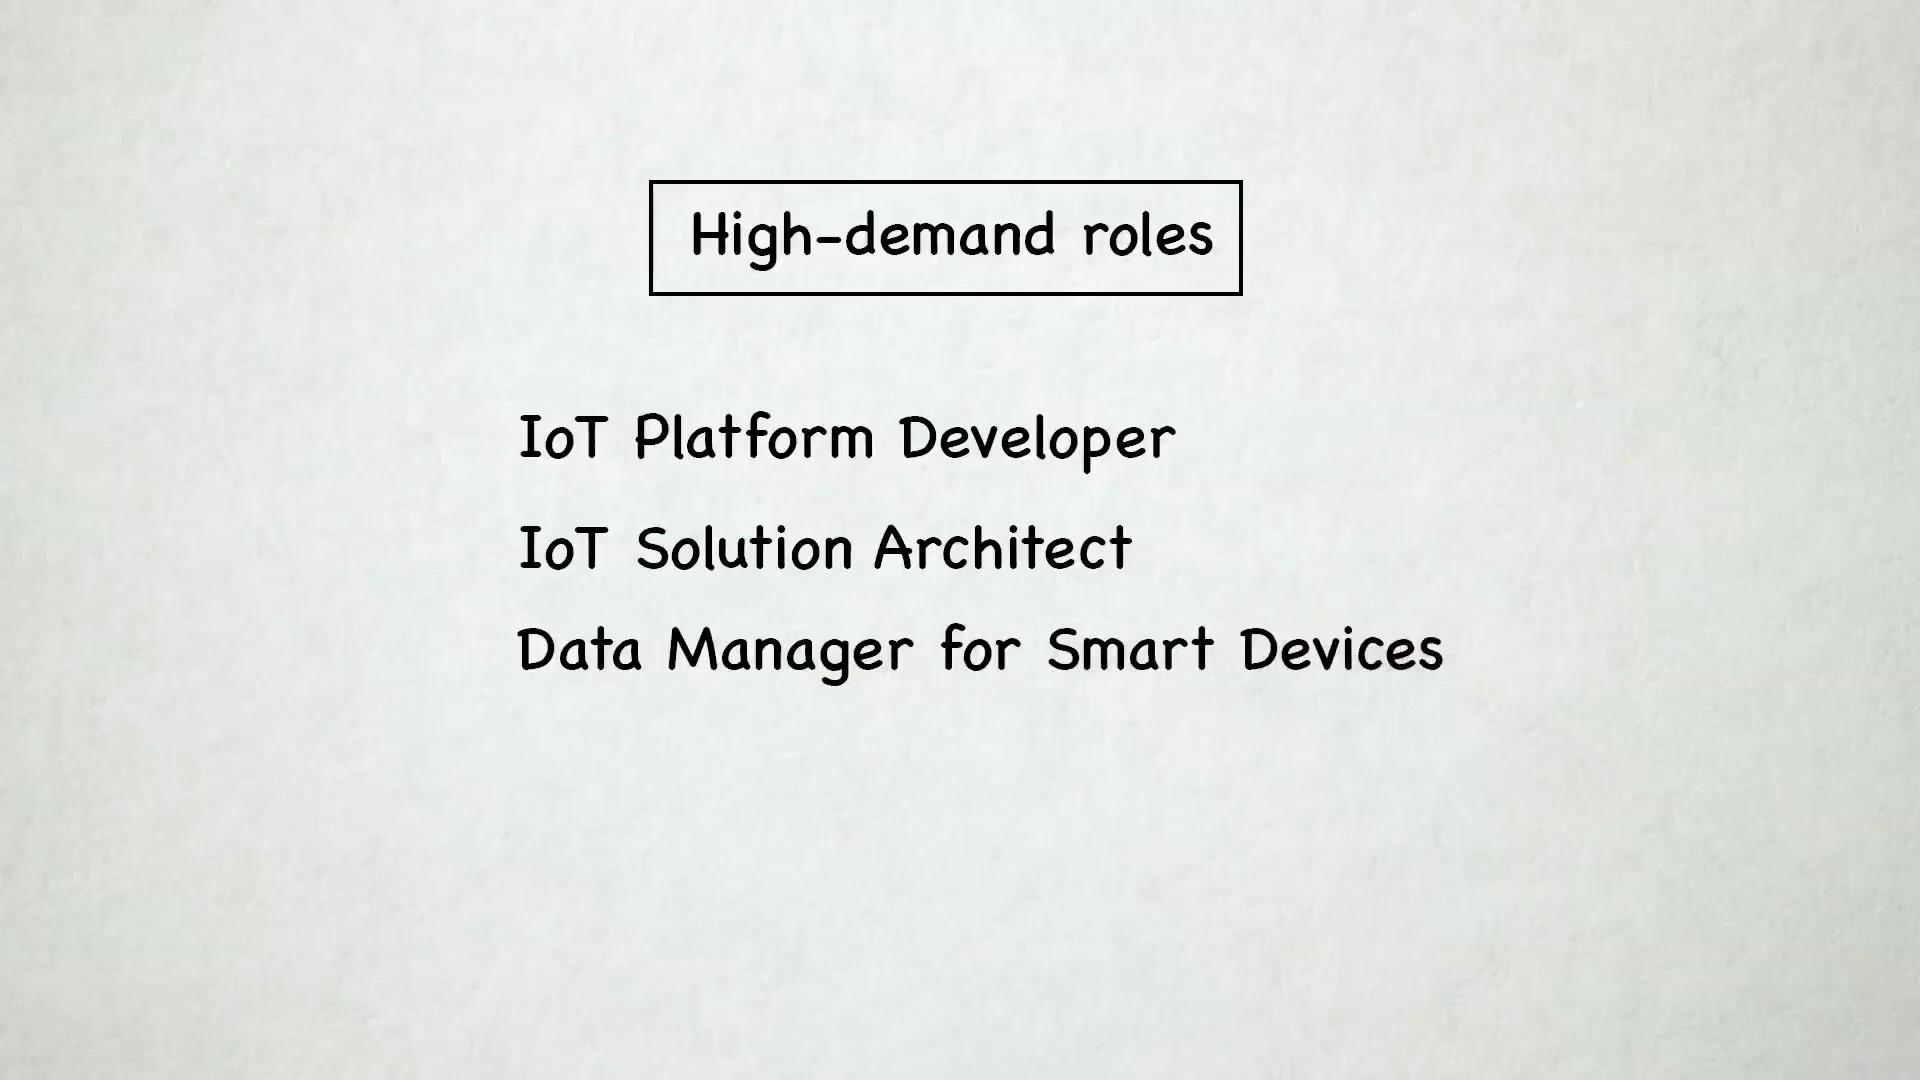 High-demand roles
IoT Platform Developer
IoT Solution Architect
Data Manager for Smart Devices